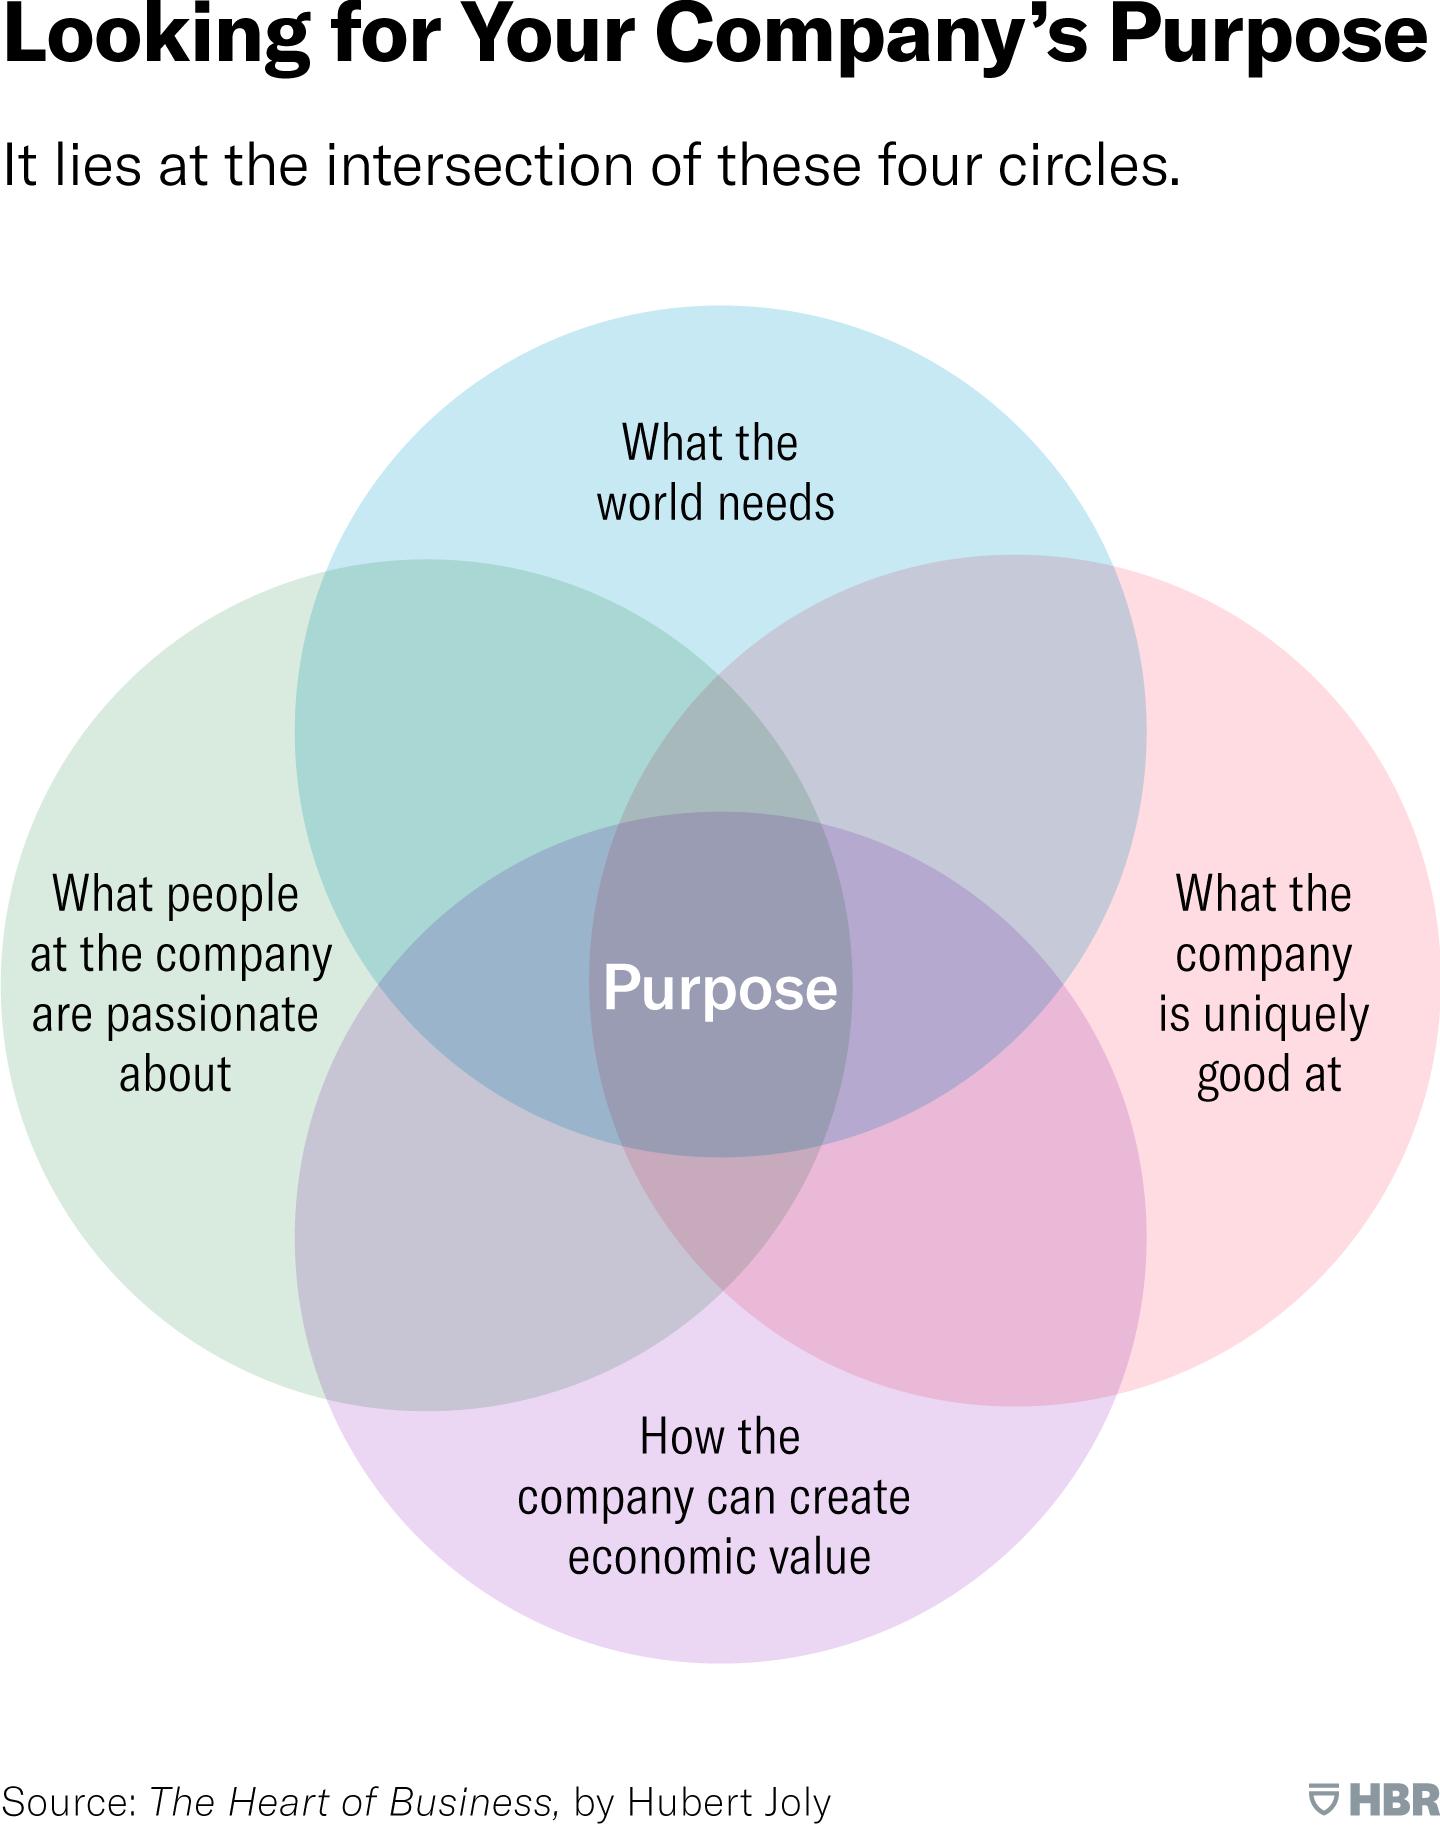 Looking for Your Company’s Purpose
It lies at the intersection of these four circles.
What the
world needs
What people
at the company
are passionate
about
Purpose
What the
company
is uniquely
good at
How the
company can create
economic value
Source: The Heart of Business, by Hubert Joly
HBR